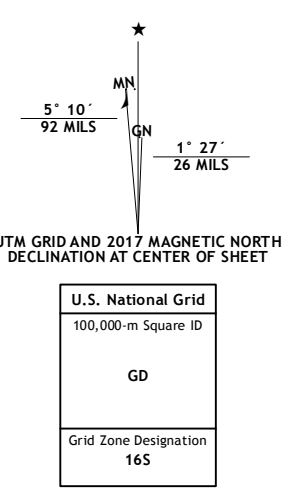 ★
MN
GN
5° 10´
92 MILS
1° 27´
26 MILS
UTM GRID AND 2017 MAGNETIC NORTH
DECLINATION AT CENTER OF SHEET
U.S. National Grid
100,000-m Square ID
GD
Grid Zone Designation
16S